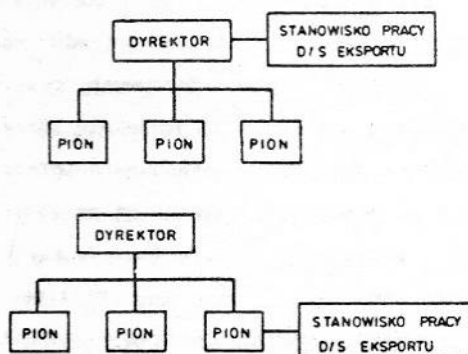 DYREKTOR
STANOWISKO PRACY
D/S EKSPORTU
PION PION PION
DYREKTOR
PION PION PION
STANOWISKO PRACY
D/S EKSPORTU